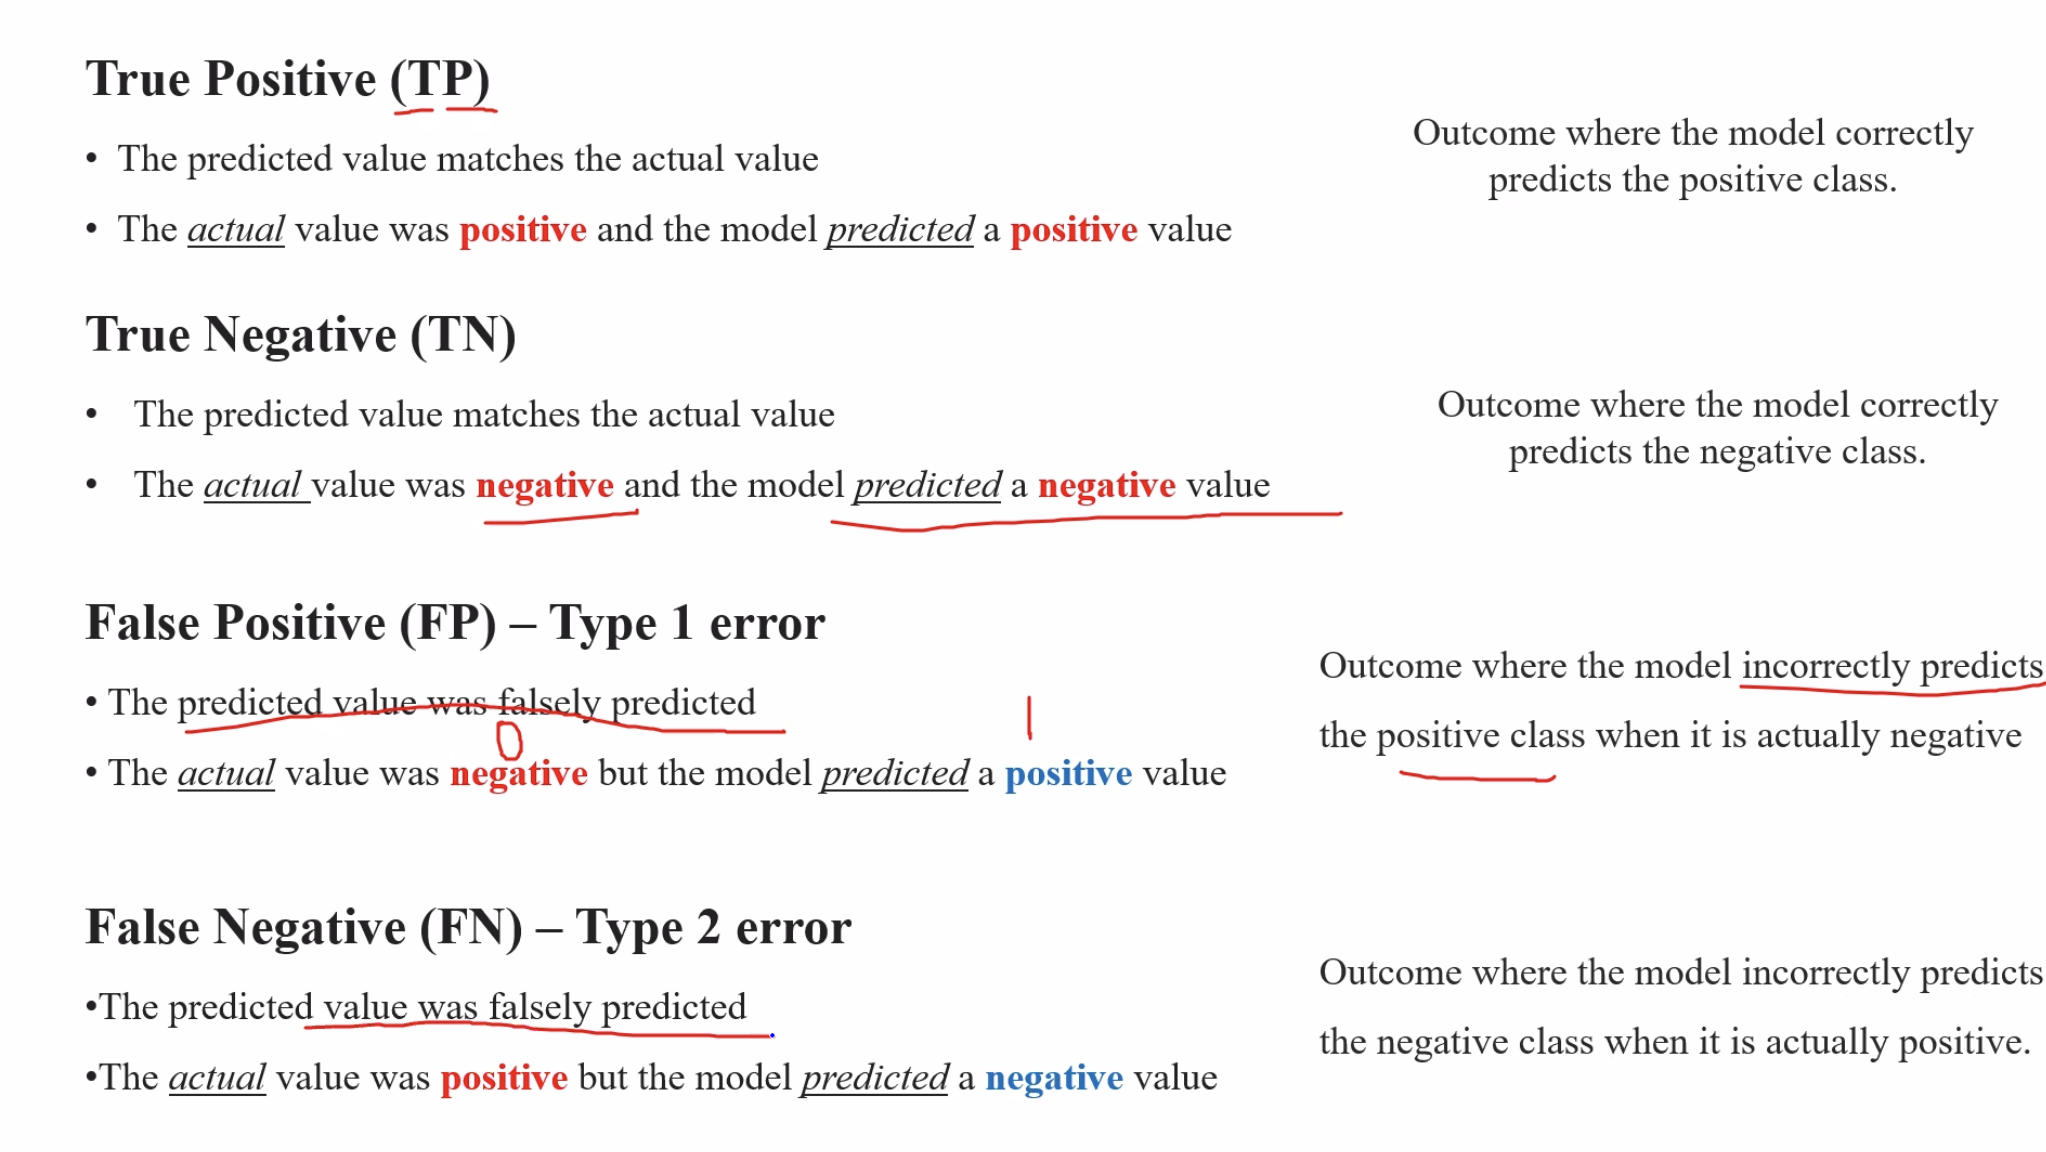 True Positive (TP)
• The predicted value matches the actual value
• The actual value was positive and the model predicted a positive value
Outcome where the model correctly
predicts the positive class.
True Negative (TN)
• The predicted value matches the actual value
• The actual value was negative and the model predicted a negative value
Outcome where the model correctly
predicts the negative class.
False Positive (FP) – Type 1 error
• The predicted value was falsely predicted
0 1
• The actual value was negative but the model predicted a positive value
Outcome where the model incorrectly predicts
the positive class when it is actually negative
False Negative (FN) – Type 2 error
•The predicted value was falsely predicted
•The actual value was positive but the model predicted a negative value
Outcome where the model incorrectly predicts
the negative class when it is actually positive.